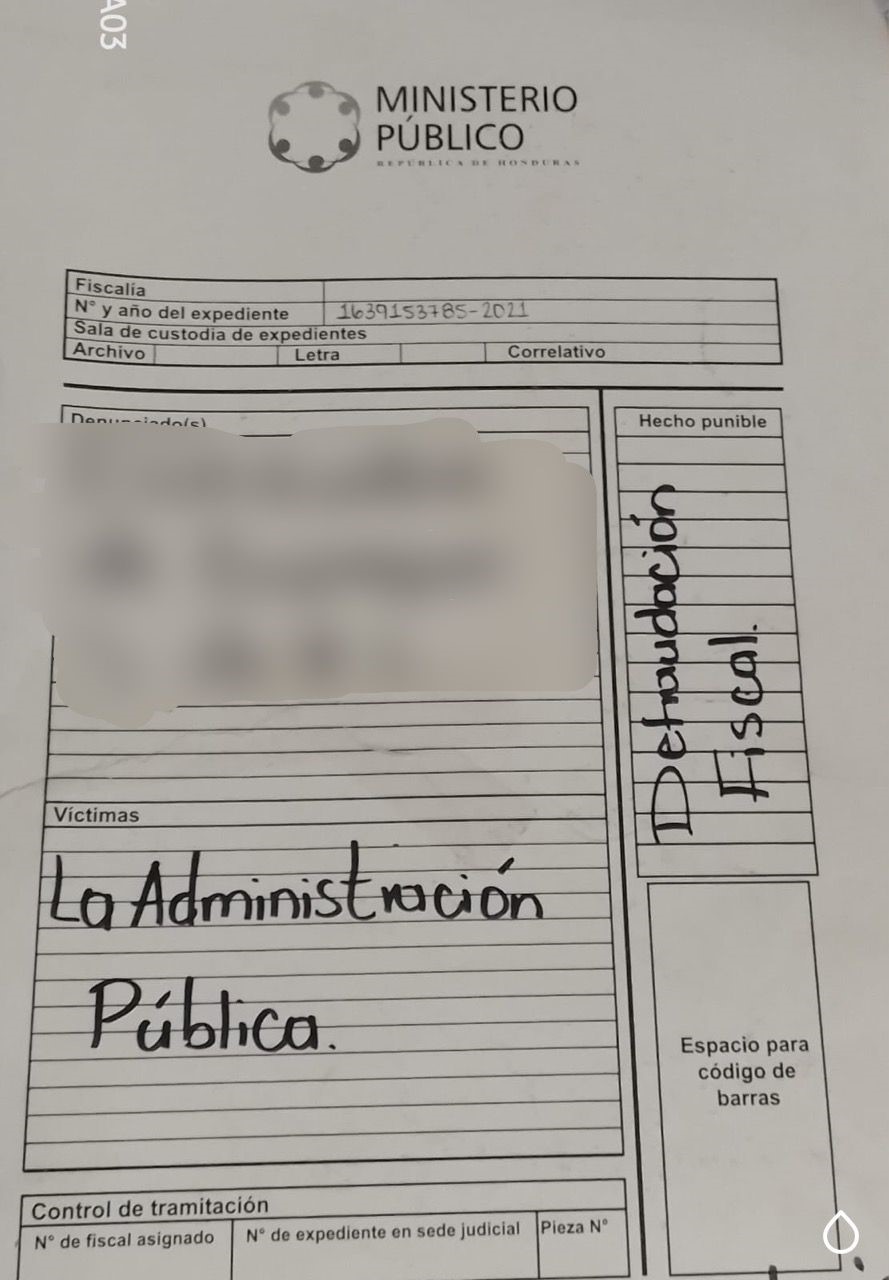 A03
MINISTERIO
PÚBLICO
REPÚBLICA DE HONDURAS
Fiscalía
N° y año del expediente 1639153785-2021
Sala de custodia de expedientes
Archivo Letra Correlativo
Denunciado(s)
Hecho punible
Defraudación
Fiscal.
Víctimas
La Administración
Pública.
Espacio para
código de
barras
Control de tramitación
N° de fiscal asignado N° de expediente en sede judicial Pieza N°